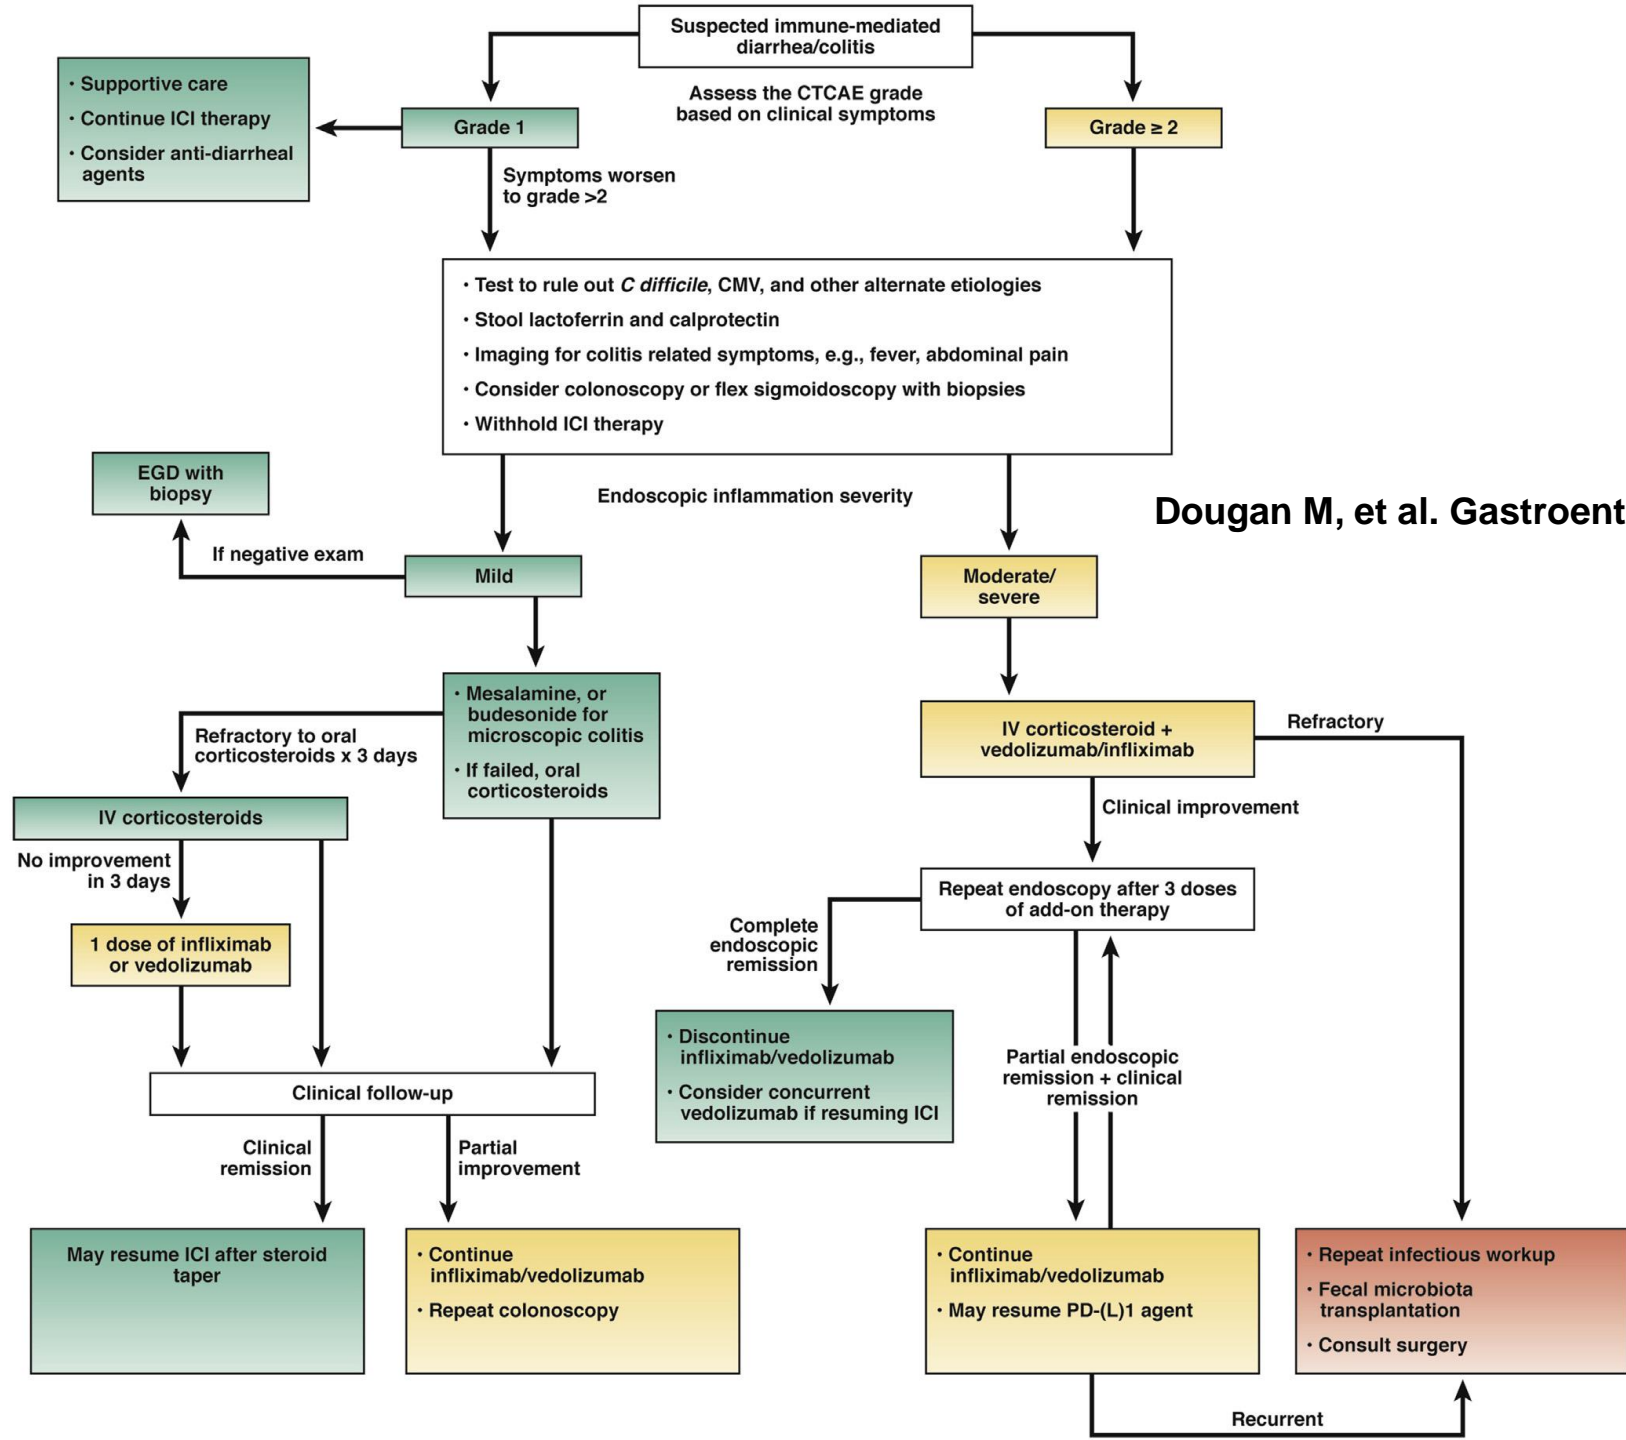 Suspected immune-mediated
diarrhea/colitis
Assess the CTCAE grade
based on clinical symptoms
· Supportive care
· Continue ICI therapy
· Consider anti-diarrheal
agents
Grade 1
Grade ≥ 2
Symptoms worsen
to grade >2
· Test to rule out C difficile, CMV, and other alternate etiologies
· Stool lactoferrin and calprotectin
· Imaging for colitis related symptoms, e.g., fever, abdominal pain
· Consider colonoscopy or flex sigmoidoscopy with biopsies
· Withhold ICI therapy
EGD with
biopsy
Endoscopic inflammation severity
Dougan M, et al. Gastroent
If negative exam
Mild
Moderate/
severe
· Mesalamine, or
budesonide for
microscopic colitis
· If failed, oral
corticosteroids
Refractory to oral
corticosteroids x 3 days
IV corticosteroid +
vedolizumab/infliximab
Refractory
IV corticosteroids
Clinical improvement
No improvement
in 3 days
Repeat endoscopy after 3 doses
of add-on therapy
1 dose of infliximab
or vedolizumab
Complete
endoscopic
remission
· Discontinue
infliximab/vedolizumab
· Consider concurrent
vedolizumab if resuming ICI
Partial endoscopic
remission + clinical
remission
Clinical follow-up
Clinical
remission
Partial
improvement
May resume ICI after steroid
taper
· Continue
infliximab/vedolizumab
· Repeat colonoscopy
· Continue
infliximab/vedolizumab
· May resume PD-(L)1 agent
· Repeat infectious workup
· Fecal microbiota
transplantation
· Consult surgery
Recurrent